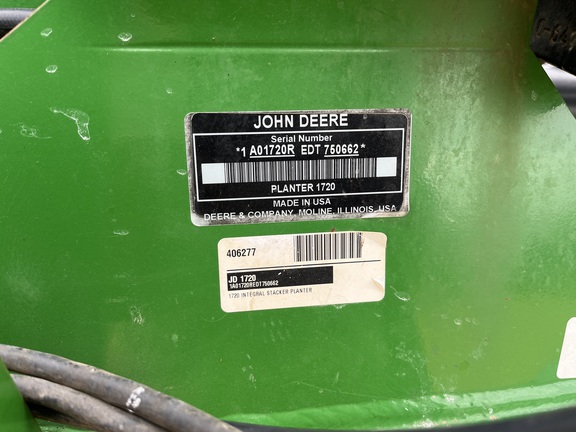 JOHN DEERE
Serial Number
*1 A01720R EDT 750662*
PLANTER 1720
MADE IN USA
DEERE & COMPANY, MOLINE, ILLINOIS, USA
406277
JD 1720
1A01720REDT750662
1720 INTEGRAL STACKER PLANTER